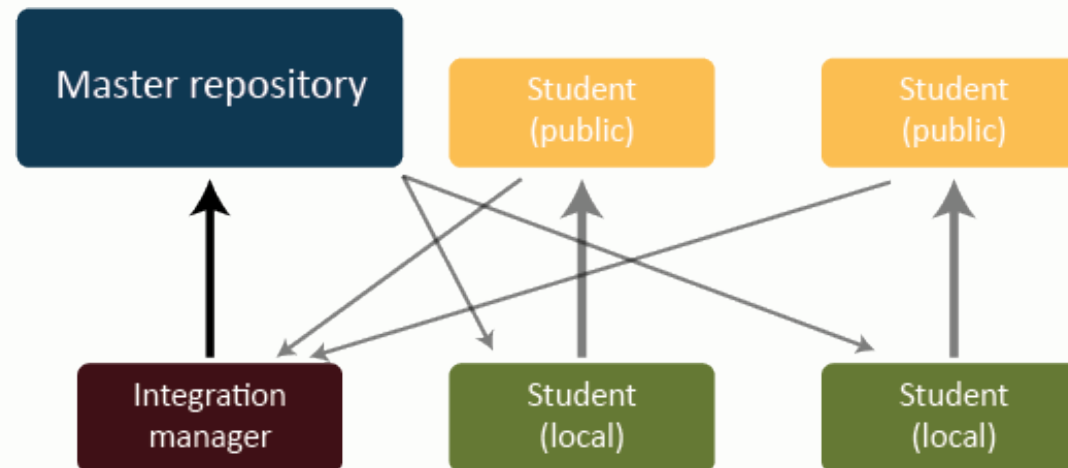 Master repository
Student
(public)
Student
(public)
Integration
manager
Student
(local)
Student
(local)